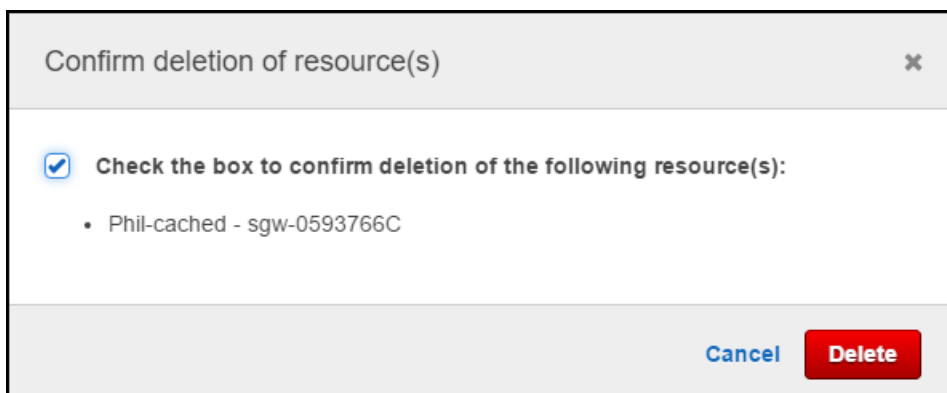 Confirm deletion of resource(s)
Check the box to confirm deletion of the following resource(s):
Phil-cached - sgw-0593766C
Cancel
Delete